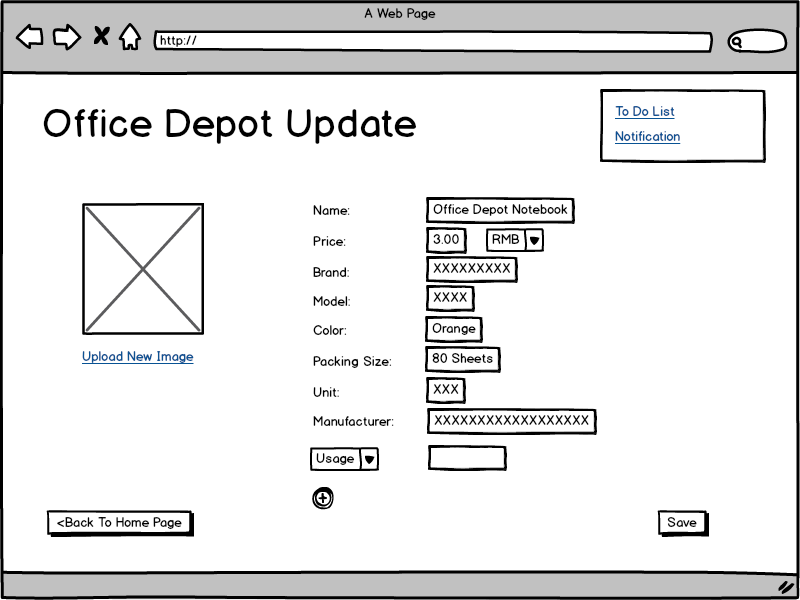 A Web Page
http://
Office Depot Update
To Do List
Notification
Name: Office Depot Notebook
Price: 3.00 RMB
Brand: XXXXXXXXX
Model: XXXX
Color: Orange
Packing Size: 80 Sheets
Unit: XXX
Manufacturer: XXXXXXXXXXXXXXXXXX
Upload New Image
Usage
<Back To Home Page
Save